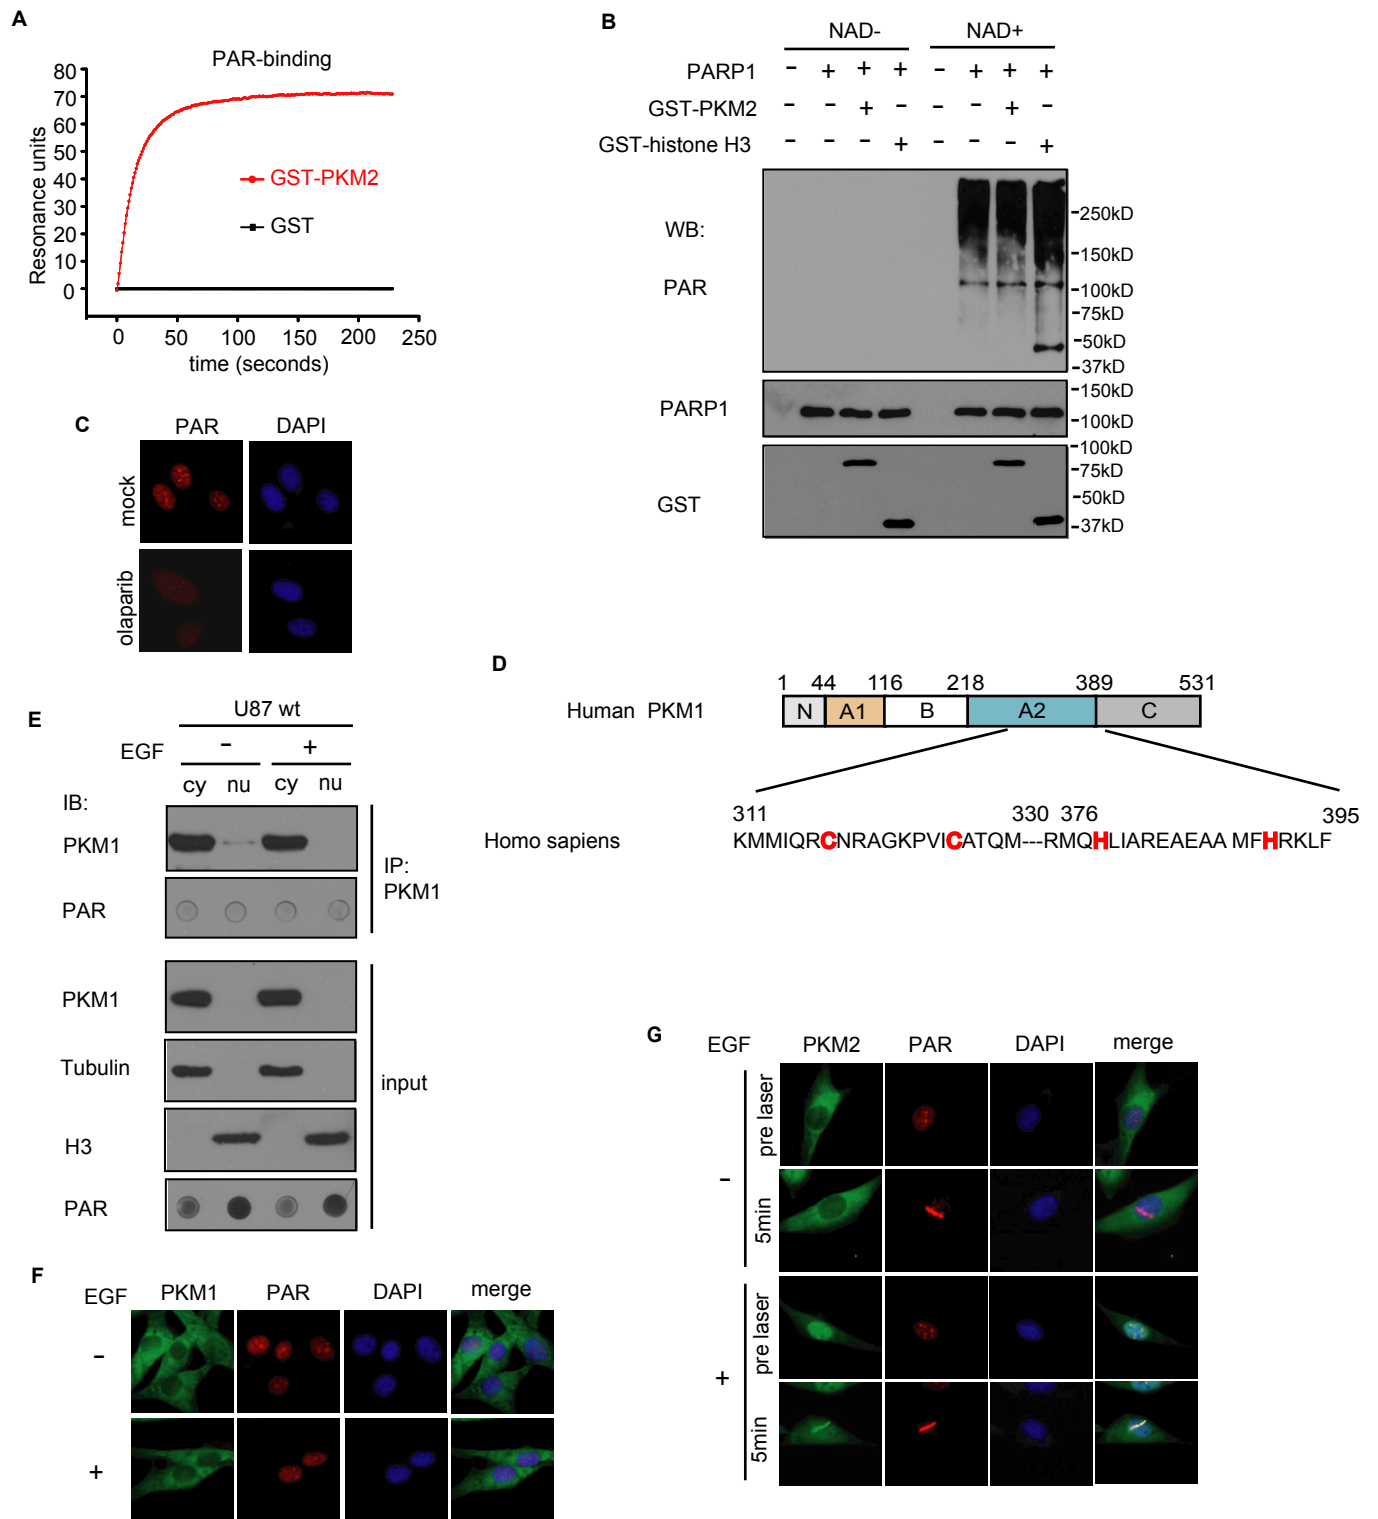 A
PAR-binding
80
70
60
50
40
30
20
10
0
Resonance units
GST-PKM2
GST
0 50 100 150 200 250
time (seconds)
B
NAD- NAD+
PARP1 - + + + - + + +
GST-PKM2 - - + - - - + -
GST-histone H3 - - - + - - - +
WB:
PAR
-250kD
-150kD
-100kD
-75kD
-50kD
-37kD
PARP1
-150kD
-100kD
GST
-100kD
-75kD
-50kD
-37kD
C
PAR DAPI
mock
olaparib
D
1 44 116 218 389 531
Human PKM1 N A1 B A2 C
311 330 376 395
Homo sapiens KMMIQRCNRAGKPVICATQM---RMQHLIAREAEAA MFHRKLF
E
U87 wt
EGF - +
cy nu cy nu
IB:
PKM1
PAR
IP:
PKM1
PKM1
Tubulin
H3
PAR
input
F
EGF PKM1 PAR DAPI merge
-
+
G
EGF PKM2 PAR DAPI merge
-
pre laser
5min
+
pre laser
5min